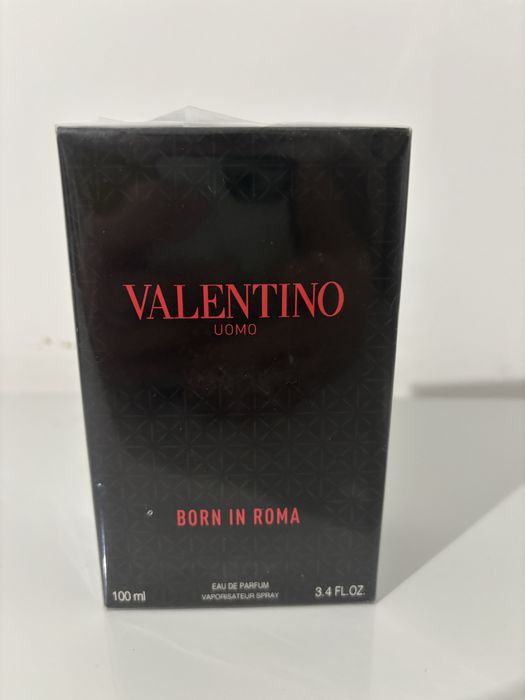 VALENTINO
UOMO
BORN IN ROMA
EAU DE PARFUM
VAPORISATEUR SPRAY
100 ml
3.4 FL.OZ.